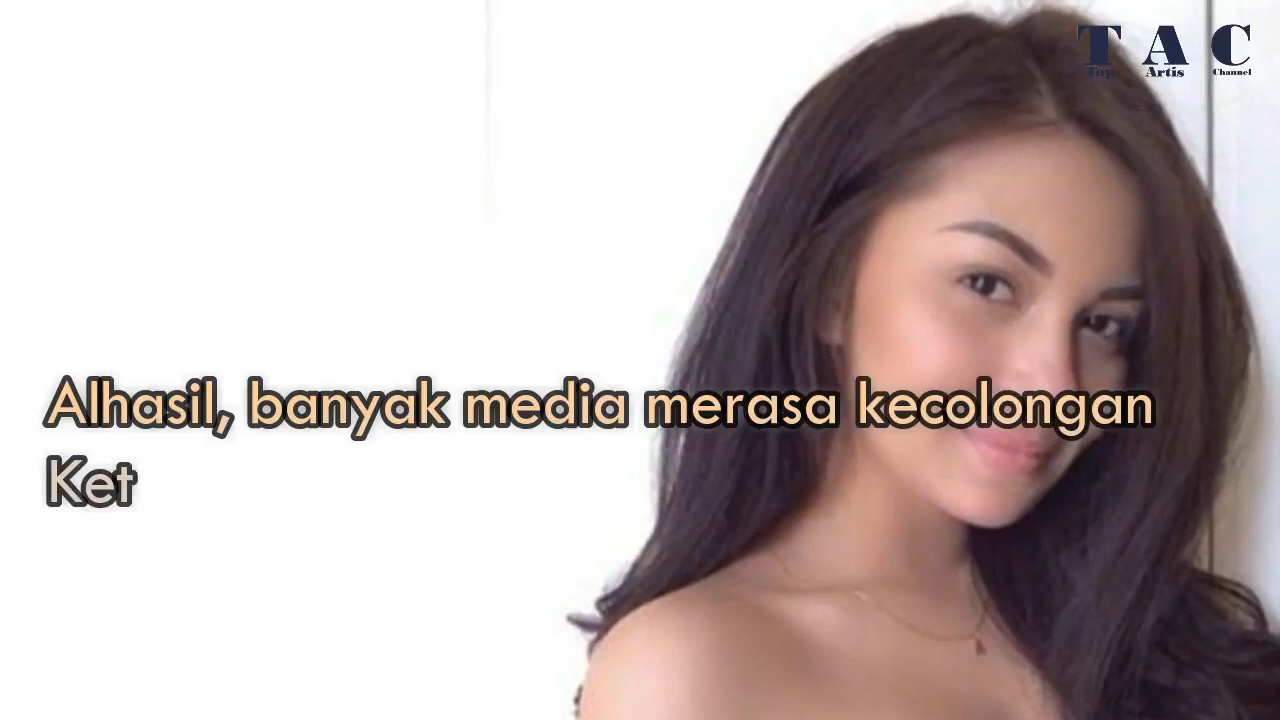 T A C
Top Artis Channel
Alhasil, banyak media merasa kecolongan
Ket